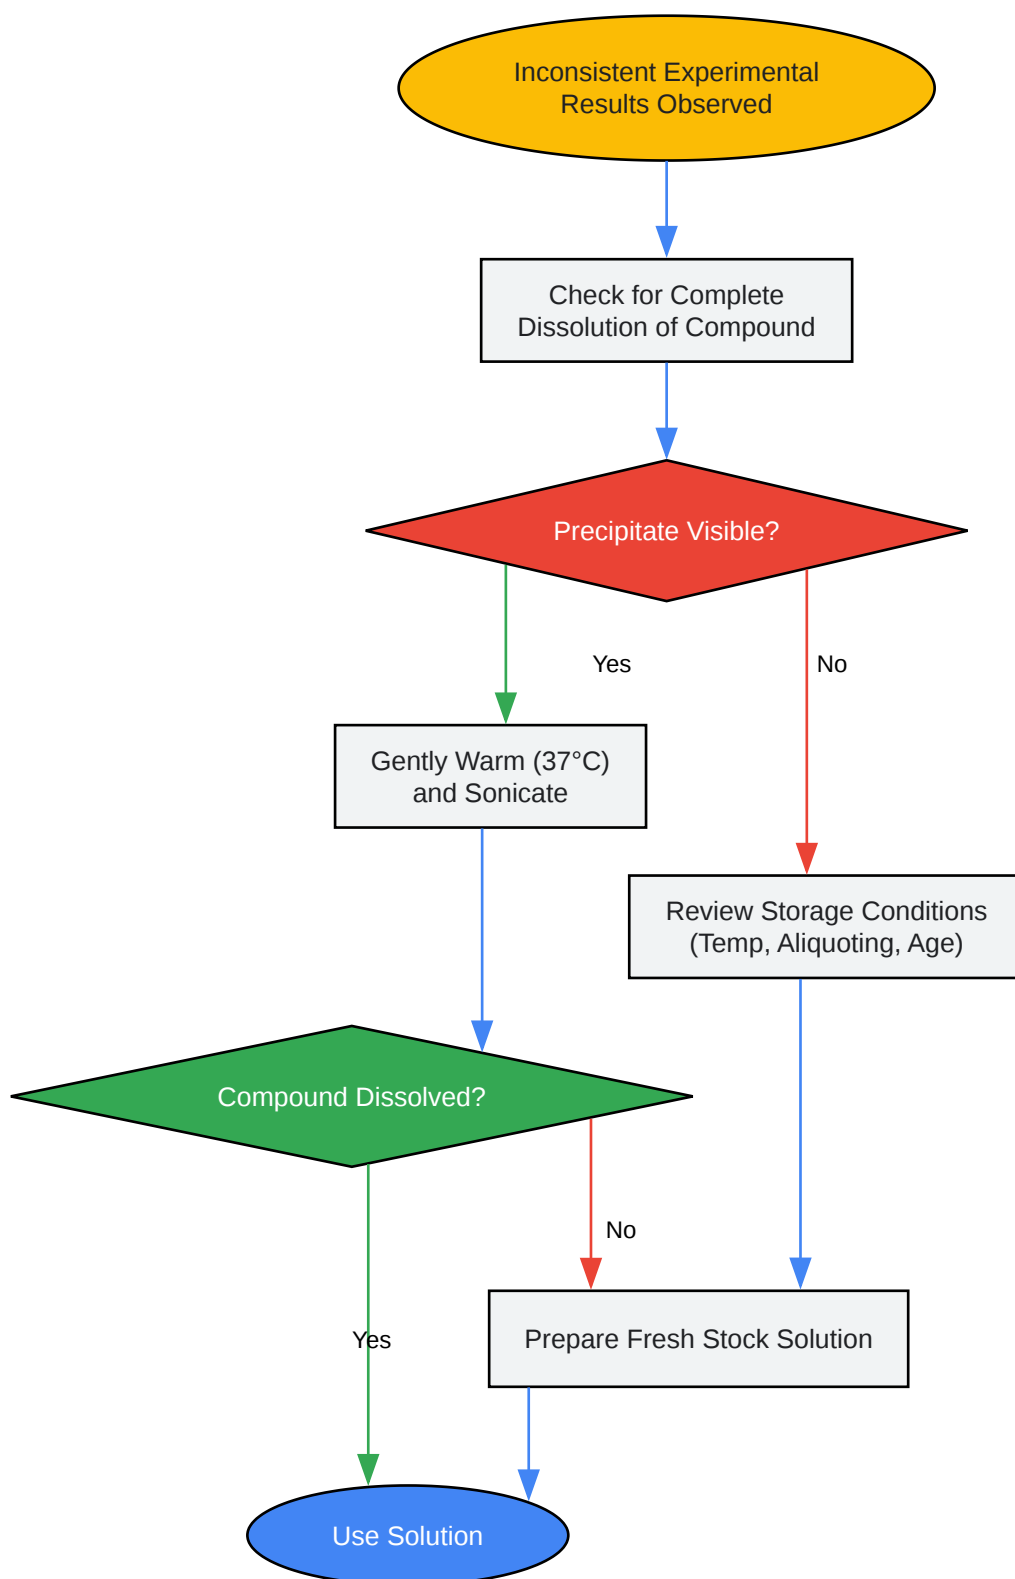 Inconsistent Experimental
Results Observed
Check for Complete
Dissolution of Compound
Precipitate Visible?
Yes
No
Gently Warm (37°C)
and Sonicate
Review Storage Conditions
(Temp, Aliquoting, Age)
Compound Dissolved?
No
Yes
Prepare Fresh Stock Solution
Use Solution